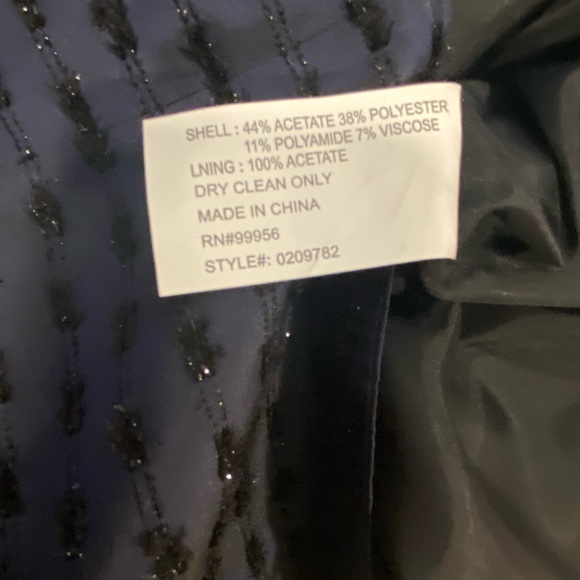 SHELL : 44% ACETATE 38% POLYESTER
11% POLYAMIDE 7% VISCOSE
LNING : 100% ACETATE
DRY CLEAN ONLY
MADE IN CHINA
RN#99956
STYLE#: 0209782